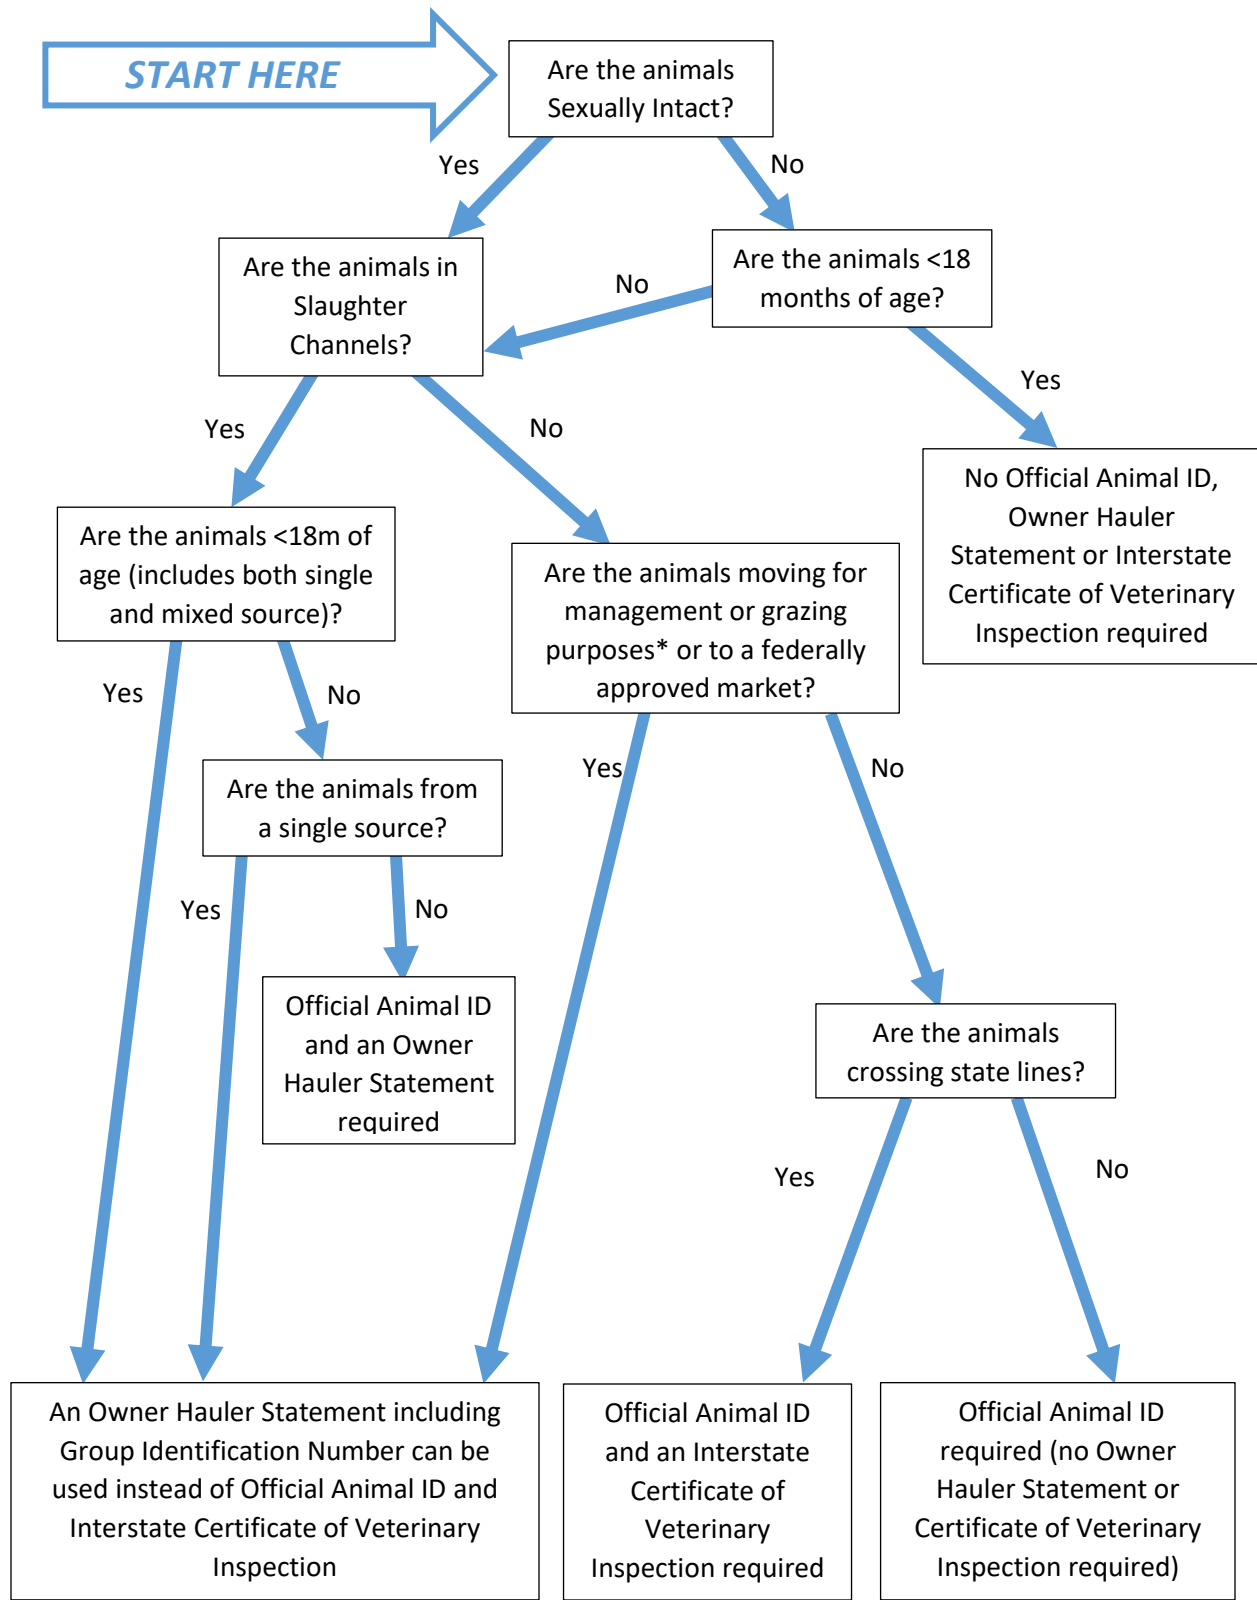 START HERE
Are the animals
Sexually Intact?
Yes
No
Are the animals in
Slaughter
Channels?
No
Are the animals <18
months of age?
Yes
Yes
No
No Official Animal ID,
Owner Hauler
Statement or Interstate
Certificate of Veterinary
Inspection required
Are the animals <18m of
age (includes both single
and mixed source)?
Are the animals moving for
management or grazing
purposes* or to a federally
approved market?
Yes
No
Yes
No
Are the animals from
a single source?
Yes
No
Official Animal ID
and an Owner
Hauler Statement
required
Are the animals
crossing state lines?
Yes
No
An Owner Hauler Statement including
Group Identification Number can be
used instead of Official Animal ID and
Interstate Certificate of Veterinary
Inspection
Official Animal ID
and an Interstate
Certificate of
Veterinary
Inspection required
Official Animal ID
required (no Owner
Hauler Statement or
Certificate of Veterinary
Inspection required)